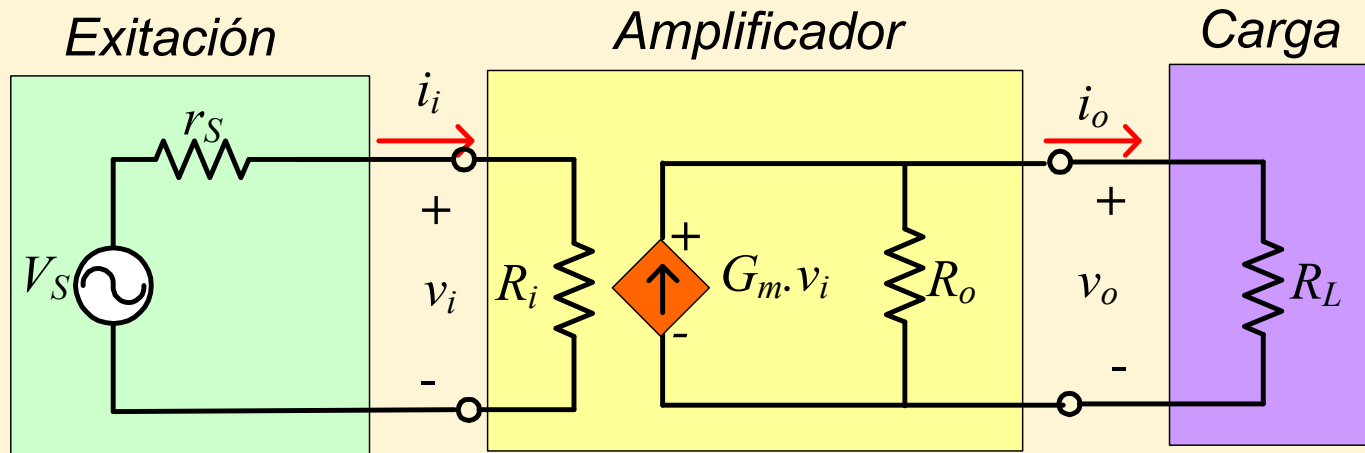 Exitación
Amplificador
Carga
r_S
i_i
i_o
+
+
+
V_S
v_i
R_i
G_m.v_i
R_o
v_o
R_L
-
-
-